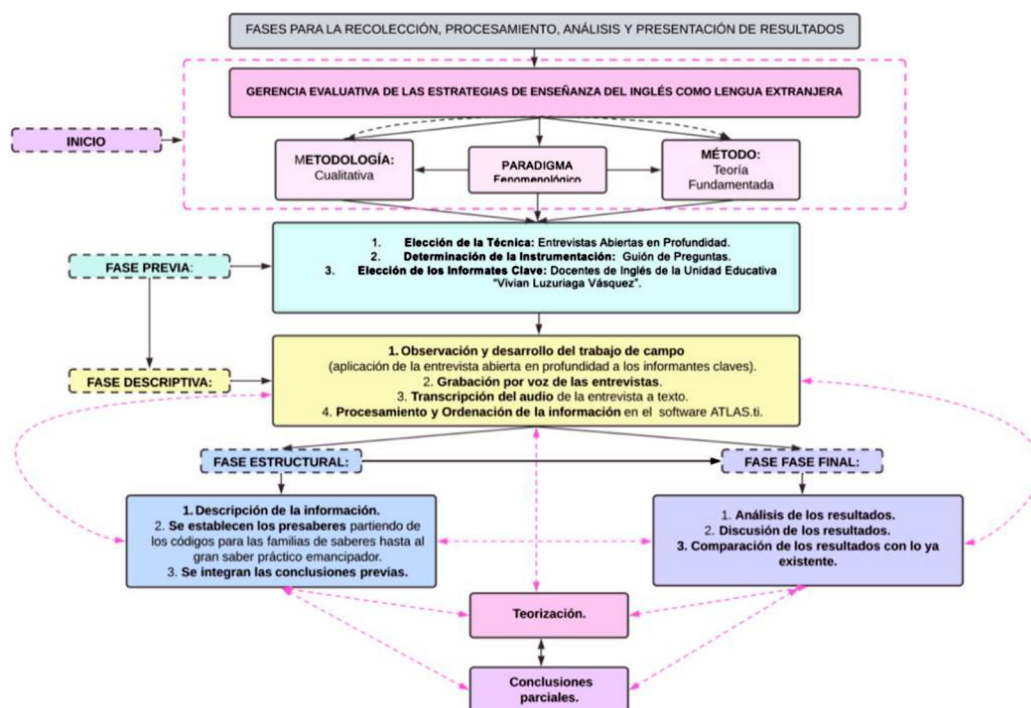 FASES PARA LA RECOLECCIÓN, PROCESAMIENTO, ANÁLISIS Y PRESENTACIÓN DE RESULTADOS
GERENCIA EVALUATIVA DE LAS ESTRATEGIAS DE ENSEÑANZA DEL INGLÉS COMO LENGUA EXTRANJERA
INICIO
METODOLOGÍA:
Cualitativa
PARADIGMA
Fenomenológico
MÉTODO:
Teoría
Fundamentada
FASE PREVIA:
1. Elección de la Técnica: Entrevistas Abiertas en Profundidad.
2. Determinación de la Instrumentación: Guión de Preguntas.
3. Elección de los Informates Clave: Docentes de Inglés de la Unidad Educativa
"Vivian Luzuriaga Vásquez".
FASE DESCRIPTIVA:
1. Observación y desarrollo del trabajo de campo
(aplicación de la entrevista abierta en profundidad a los informantes claves).
2. Grabación por voz de las entrevistas.
3. Transcripción del audio de la entrevista a texto.
4. Procesamiento y Ordenación de la información en el software ATLAS.ti.
FASE ESTRUCTURAL:
FASE FASE FINAL:
1. Descripción de la información.
2. Se establecen los presaberes partiendo de
los códigos para las familias de saberes hasta al
gran saber práctico emancipador.
3. Se integran las conclusiones previas.
1. Análisis de los resultados.
2. Discusión de los resultados.
3. Comparación de los resultados con lo ya
existente.
Teorización.
Conclusiones
parciales.